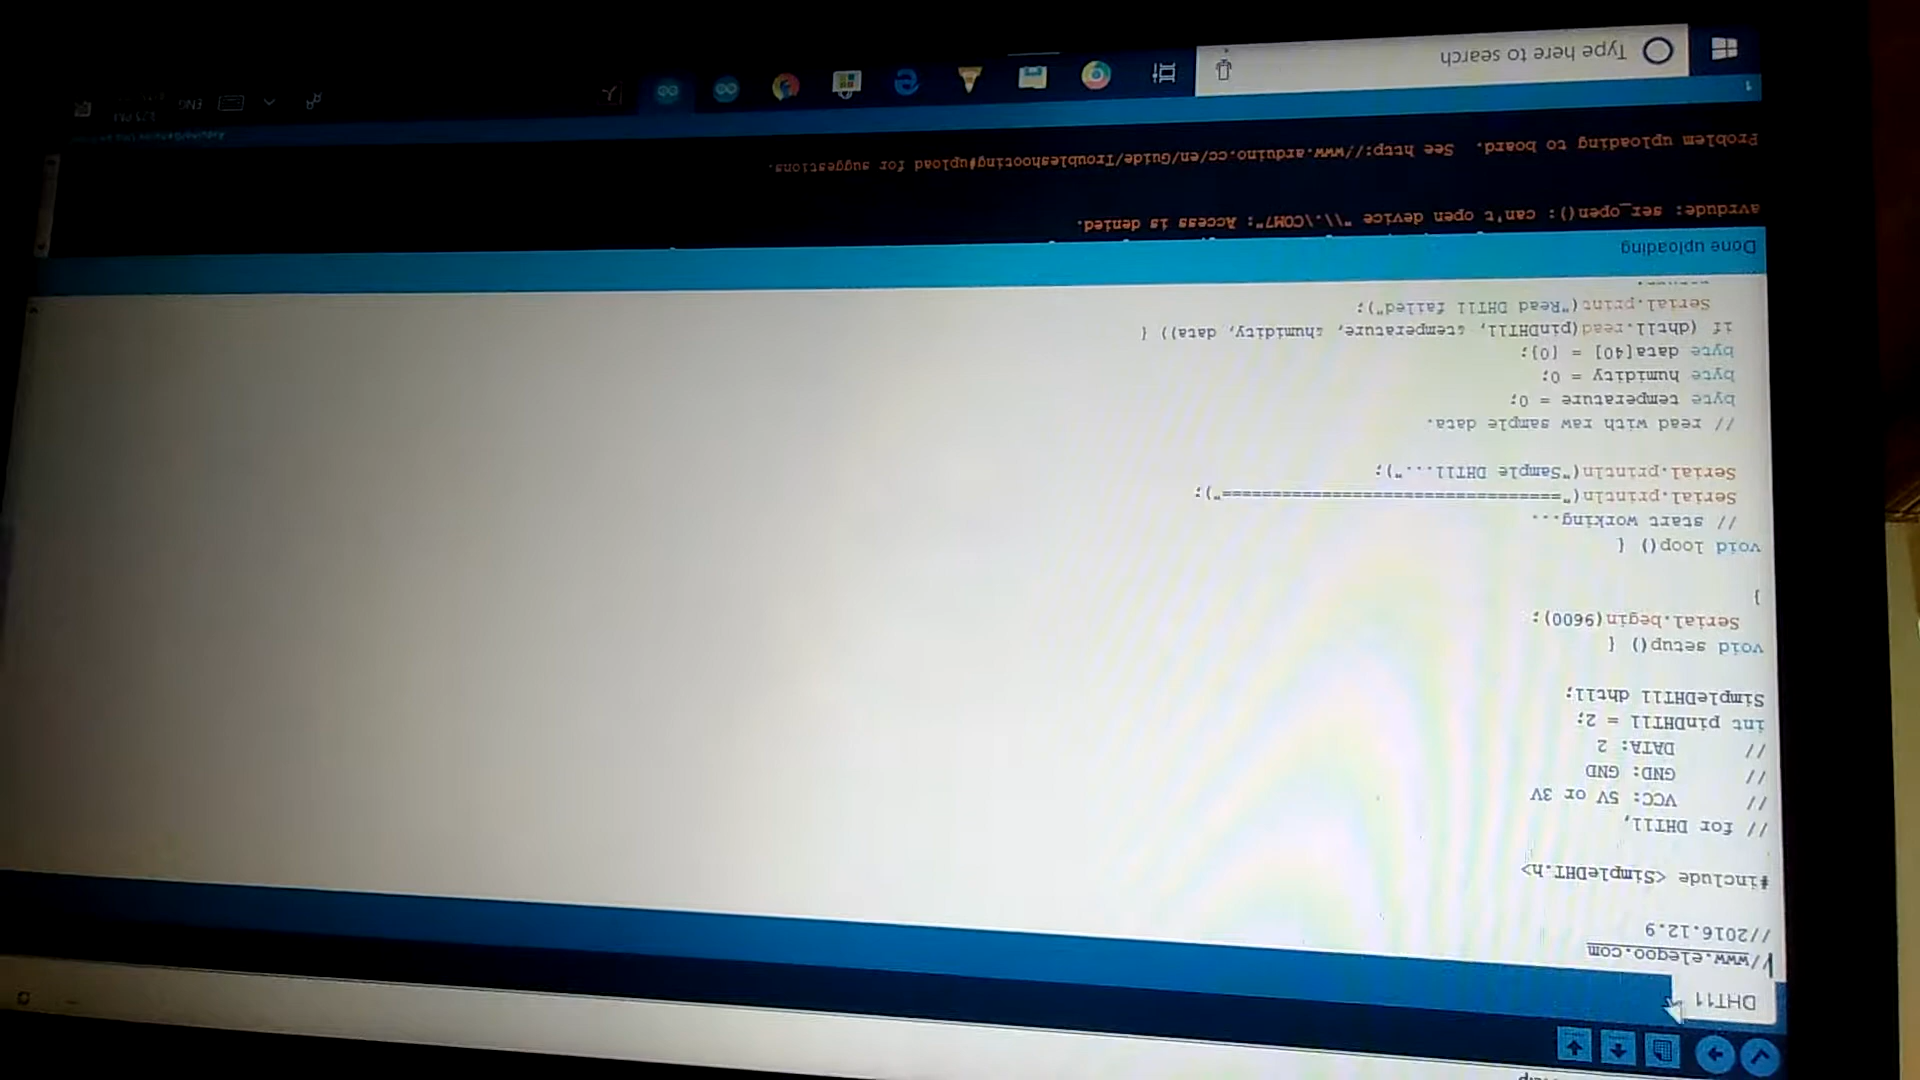 DHT11
//www.elegoo.com
//2016.12.9
#include <SimpleDHT.h>
// for DHT11,
// VCC: 5V or 3V
// GND: GND
// DATA: 2
int pinDHT11 = 2;
SimpleDHT11 dht11;
void setup() {
Serial.begin(9600);
}
void loop() {
// start working...
Serial.println("=================================");
Serial.println("Sample DHT11...");
// read with raw sample data.
byte temperature = 0;
byte humidity = 0;
byte data[40] = {0};
if (dht11.read(pinDHT11, &temperature, &humidity, data)) {
Serial.print("Read DHT11 failed");
Done uploading
avrdude: ser_open(): can't open device "\\.\COM7": Access is denied.
Problem uploading to board. See http://www.arduino.cc/en/Guide/Troubleshooting#upload for suggestions.
1
Type here to search
ENG